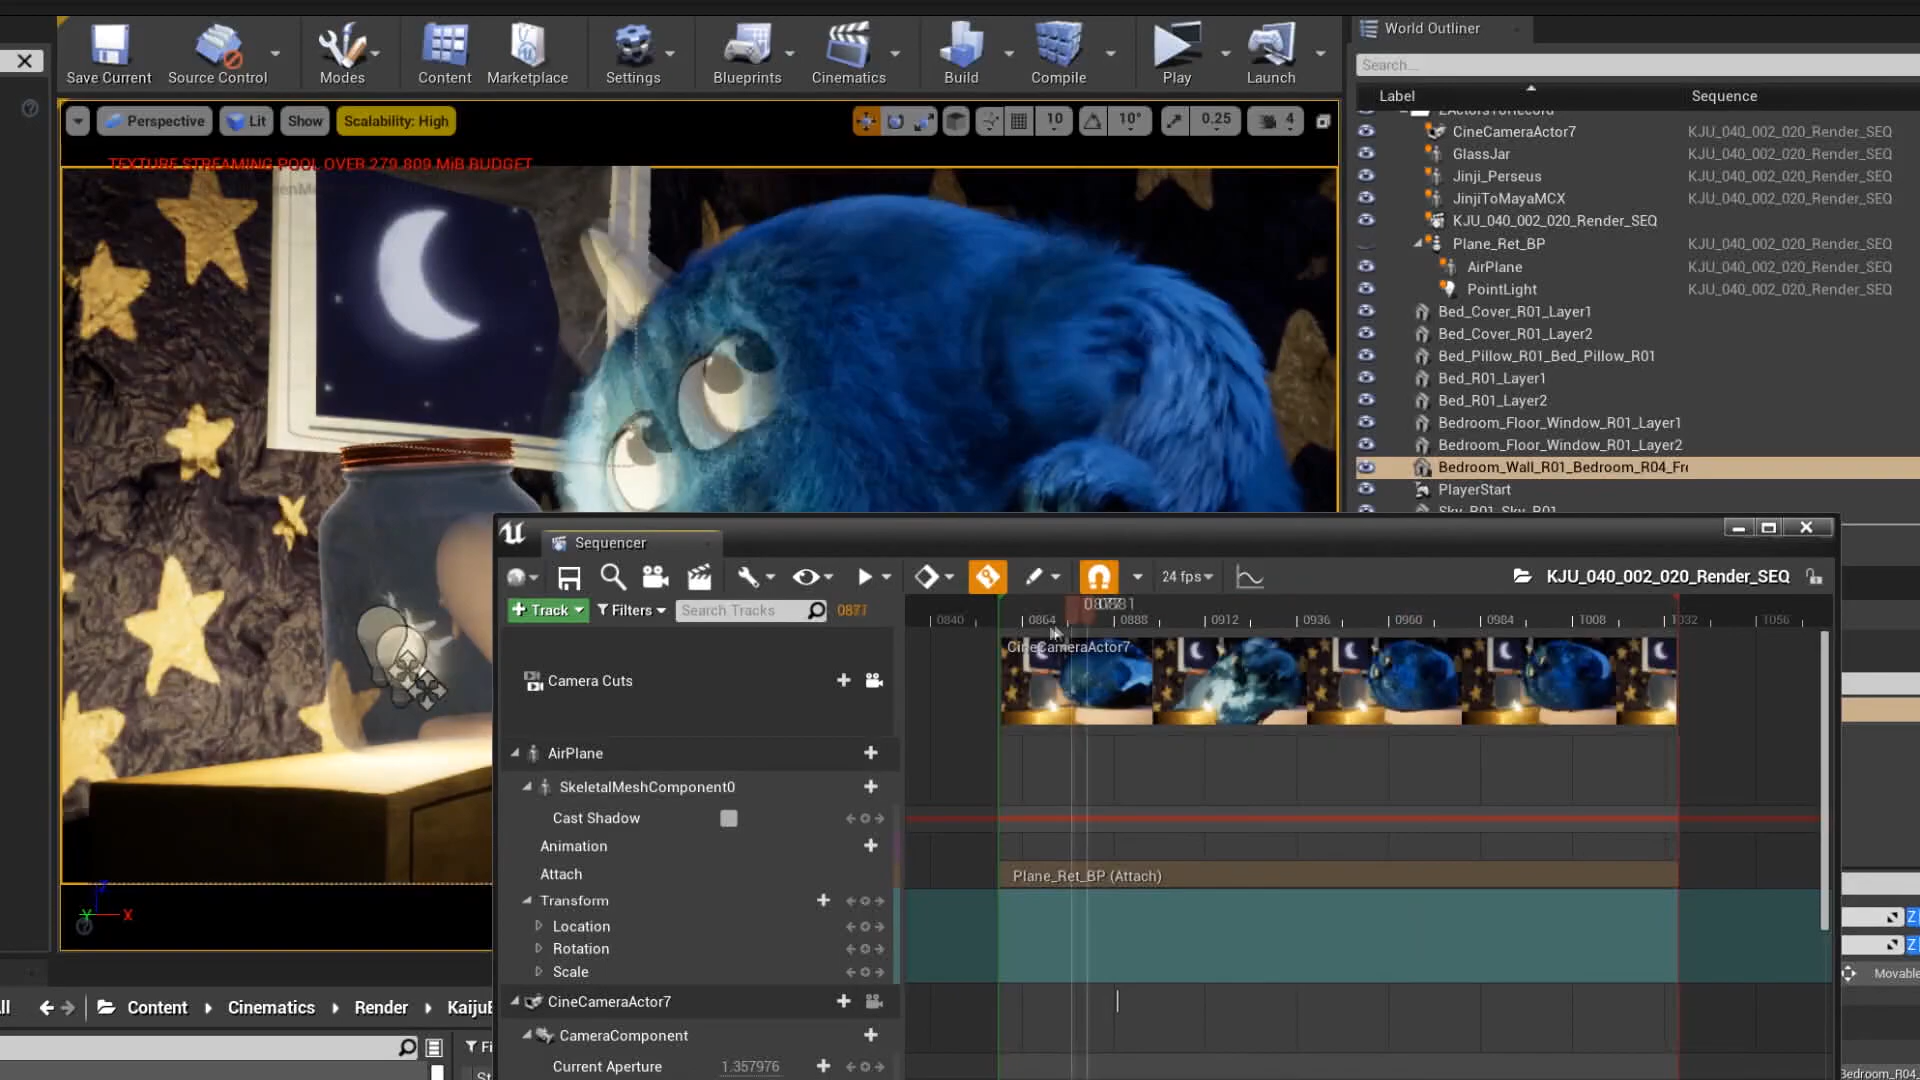 Save Current
Source Control
Modes
Content
Marketplace
Settings
Blueprints
Cinematics
Build
Compile
Play
Launch
World Outliner
Search...
Label
Sequence
Perspective
Lit
Show
Scalability: High
10
10°
0.25
4
TEXTURE STREAMING POOL OVER 279.809 MiB BUDGET
CineCameraActor7 KJU_040_002_020_Render_SEQ
GlassJar KJU_040_002_020_Render_SEQ
Jinji_Perseus KJU_040_002_020_Render_SEQ
JinjiToMayaMCX KJU_040_002_020_Render_SEQ
KJU_040_002_020_Render_SEQ
Plane_Ret_BP KJU_040_002_020_Render_SEQ
AirPlane KJU_040_002_020_Render_SEQ
PointLight KJU_040_002_020_Render_SEQ
Bed_Cover_R01_Layer1
Bed_Cover_R01_Layer2
Bed_Pillow_R01_Bed_Pillow_R01
Bed_R01_Layer1
Bed_R01_Layer2
Bedroom_Floor_Window_R01_Layer1
Bedroom_Floor_Window_R01_Layer2
Bedroom_Wall_R01_Bedroom_R04_Fr
PlayerStart
Sky_R01_Sky_R01
Sequencer
24 fps
KJU_040_002_020_Render_SEQ
Track
Filters
Search Tracks
0877
0840 0864 0888 0912 0936 0960 0984 1008 1032 1056
CineCameraActor7
Camera Cuts
AirPlane
SkeletalMeshComponent0
Cast Shadow
Animation
Attach
Plane_Ret_BP (Attach)
Transform
Location
Rotation
Scale
CineCameraActor7
CameraComponent
Current Aperture 1.357976
X
Z
Z
Movable
Content
Cinematics
Render
Bedroom_R04_